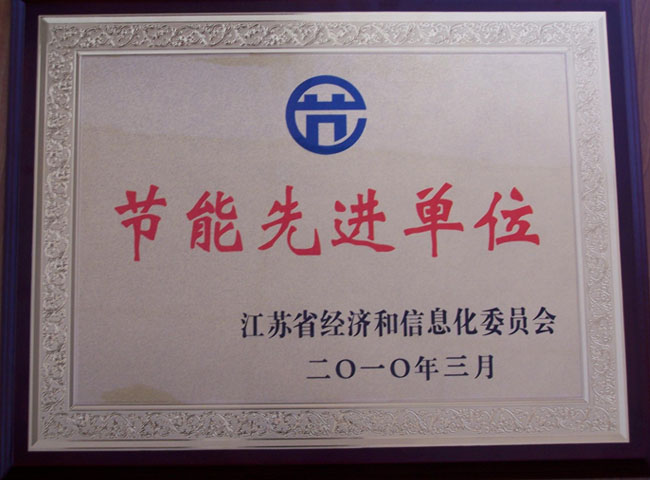 节能先进单位
江苏省经济和信息化委员会
二〇一〇年三月